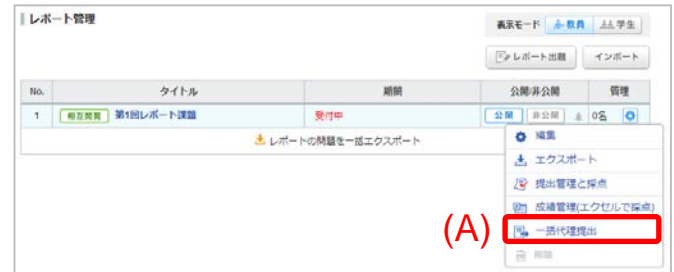 レポート管理
表示モード 教員 学生
レポート出題 インポート
No. タイトル 期間 公開/非公開 管理
1 相互閲覧 第1回レポート課題 受付中 公開 非公開 0名
レポートの問題を一括エクスポート
編集
エクスポート
提出管理と採点
成績管理(エクセルで採点)
(A) 一括代理提出
削除